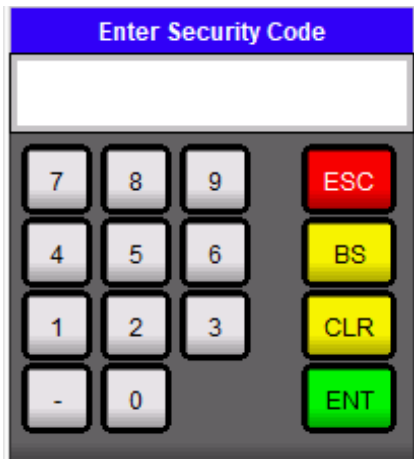 Enter Security Code
7 8 9 ESC
4 5 6 BS
1 2 3 CLR
- 0 ENT